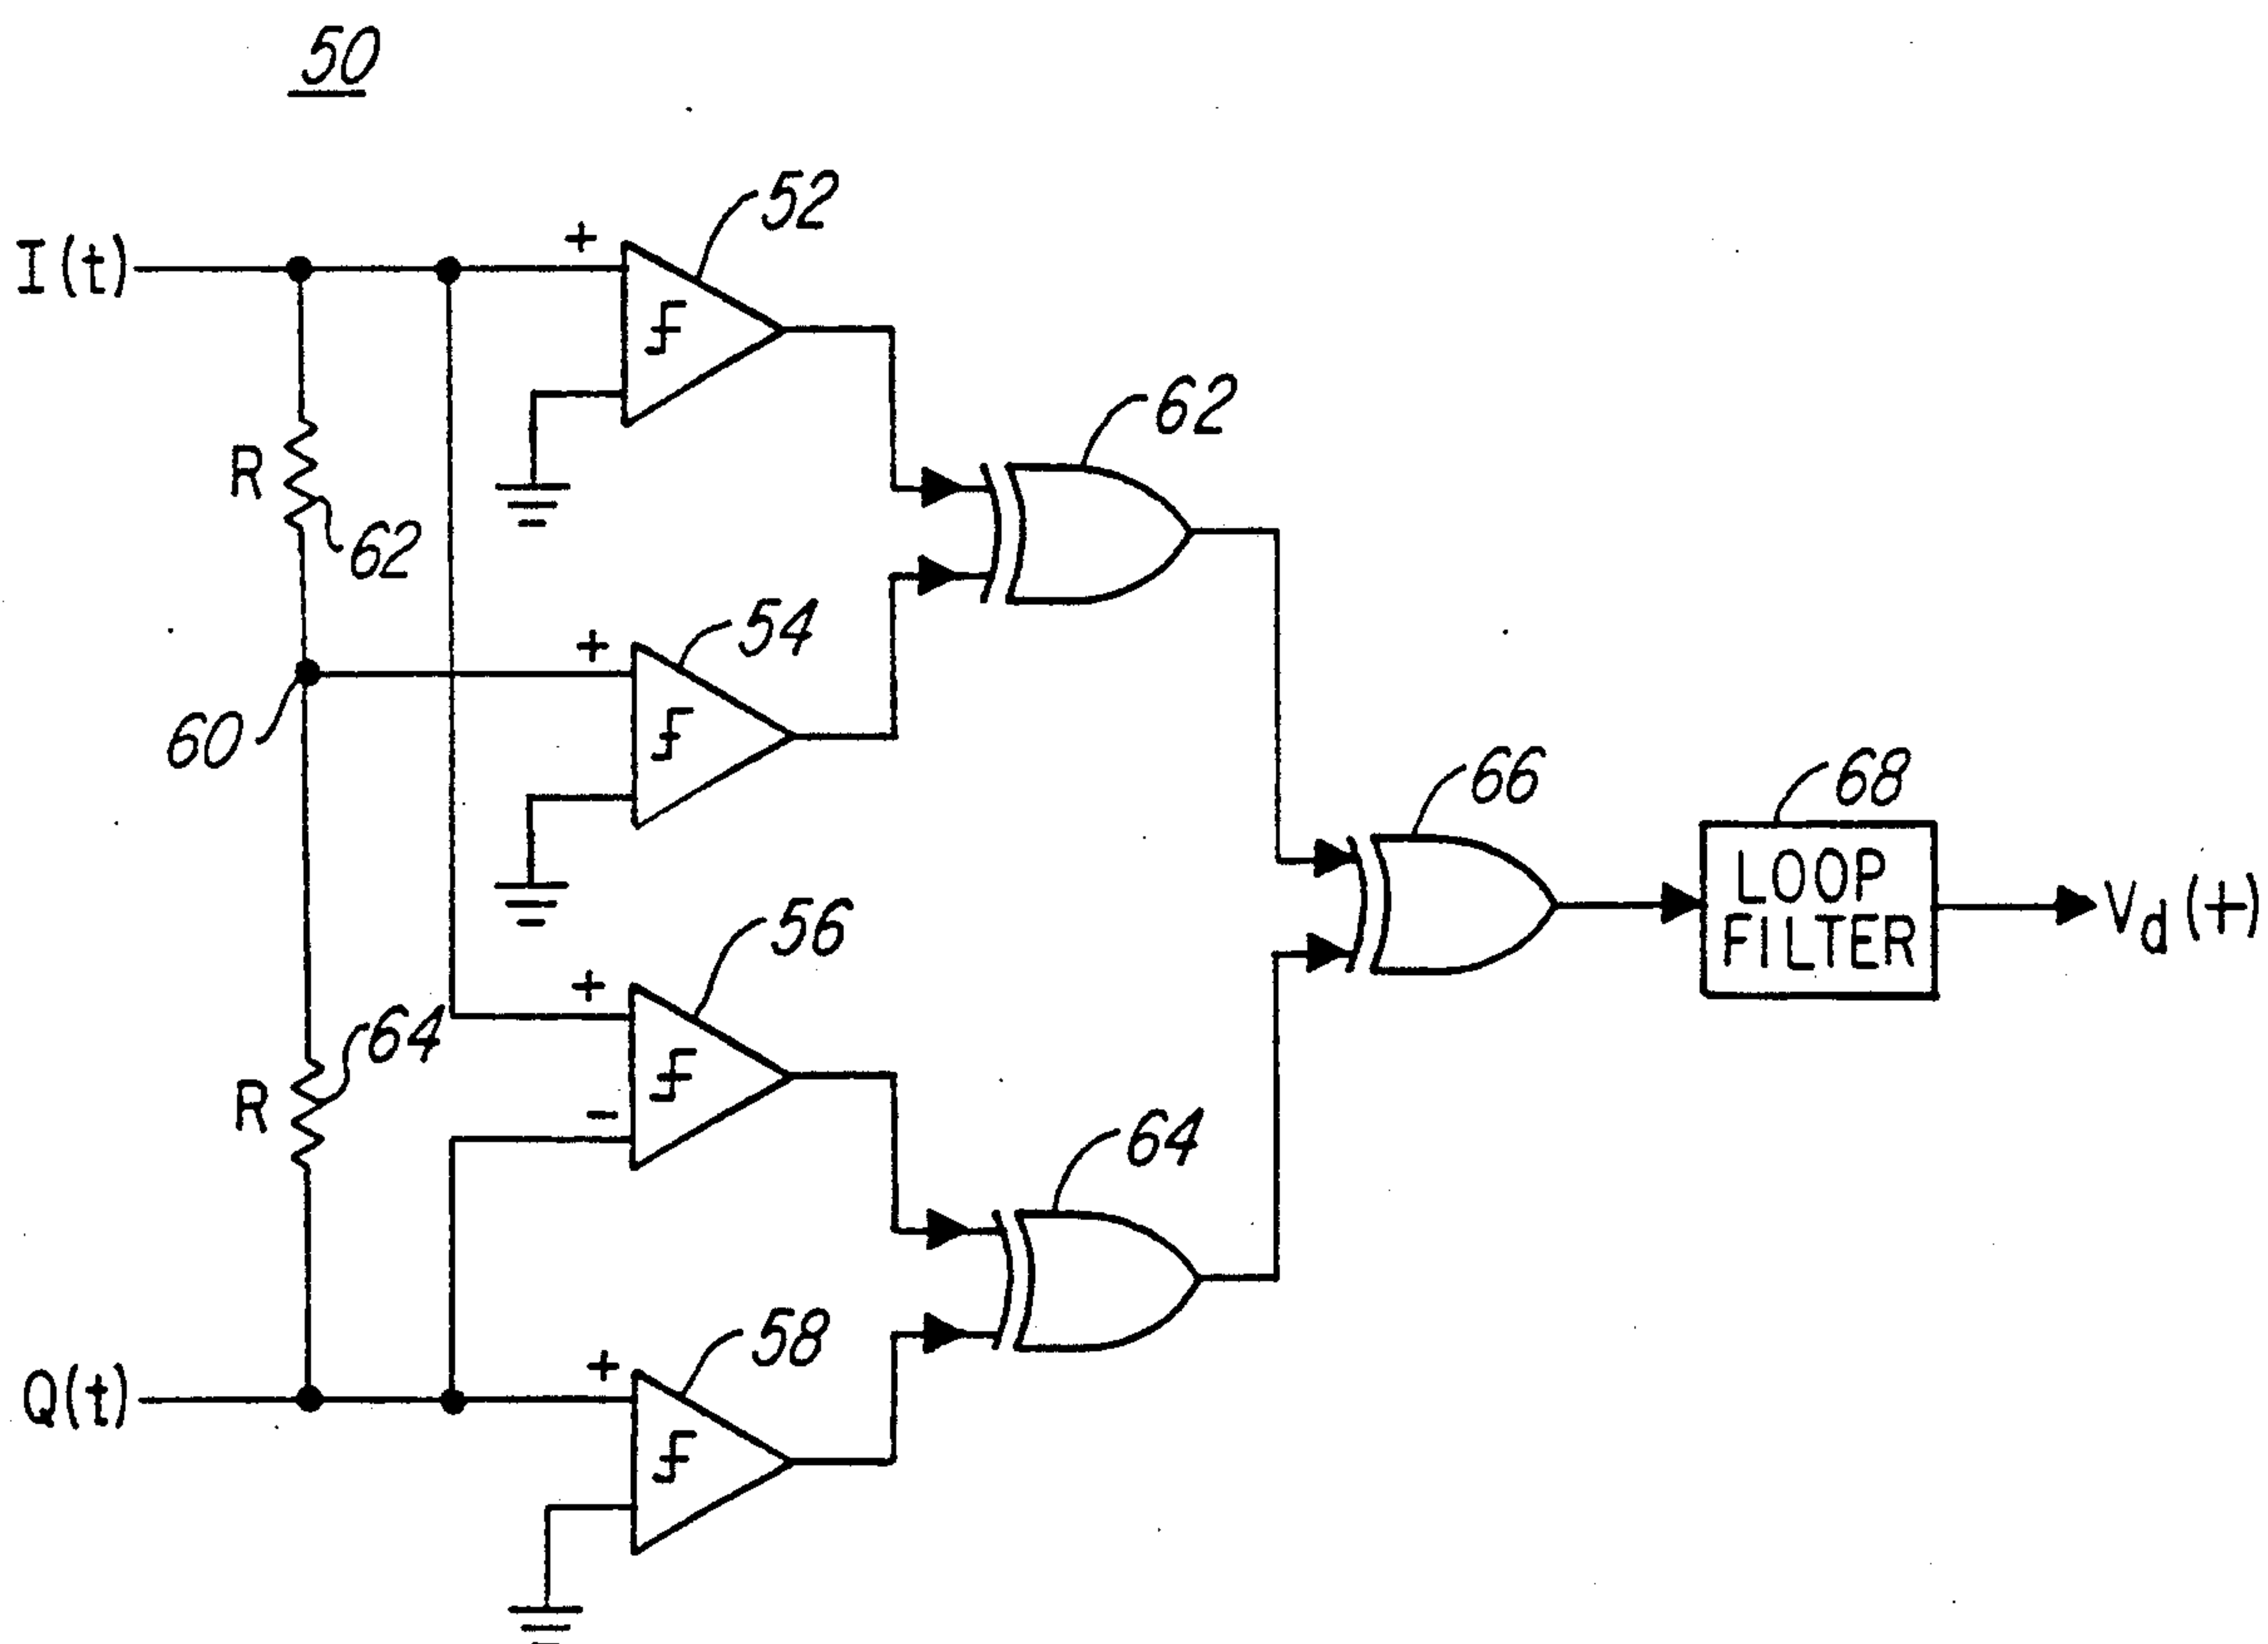 50
52
I(t)
+
62
R
62
54
+
60
66
68
LOOP
FILTER
Vd(+)
56
+
64
R
-
64
58
+
Q(t)